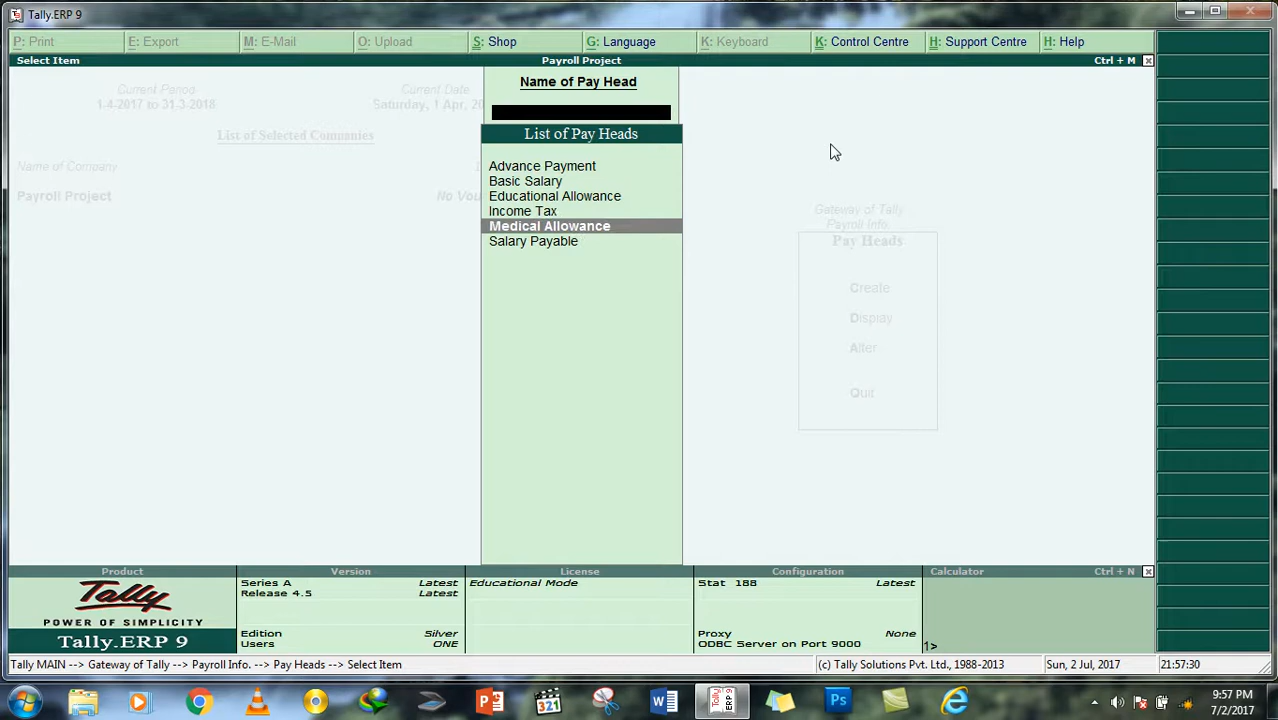 Tally.ERP 9
P: Print
E: Export
M: E-Mail
O: Upload
S: Shop
G: Language
K: Keyboard
K: Control Centre
H: Support Centre
H: Help
Select Item
Payroll Project
Ctrl + M
Current Period
1-4-2017 to 31-3-2018
Current Date
Saturday, 1 Apr, 20
List of Selected Companies
Name of Company
Payroll Project
No Vou
Name of Pay Head
List of Pay Heads
Advance Payment
Basic Salary
Educational Allowance
Income Tax
Medical Allowance
Salary Payable
Gateway of Tally
Payroll Info.
Pay Heads
Create
Display
Alter
Quit
Product
Tally
POWER OF SIMPLICITY
Tally.ERP 9
Version
Series A Latest
Release 4.5 Latest
Edition Silver
Users ONE
License
Educational Mode
Configuration
Stat 188 Latest
Proxy None
ODBC Server on Port 9000
Calculator
Ctrl + N
1>
Tally MAIN --> Gateway of Tally --> Payroll Info. --> Pay Heads --> Select Item
(c) Tally Solutions Pvt. Ltd., 1988-2013
Sun, 2 Jul, 2017
21:57:30
321
ERP 9
Ps
9:57 PM
7/2/2017